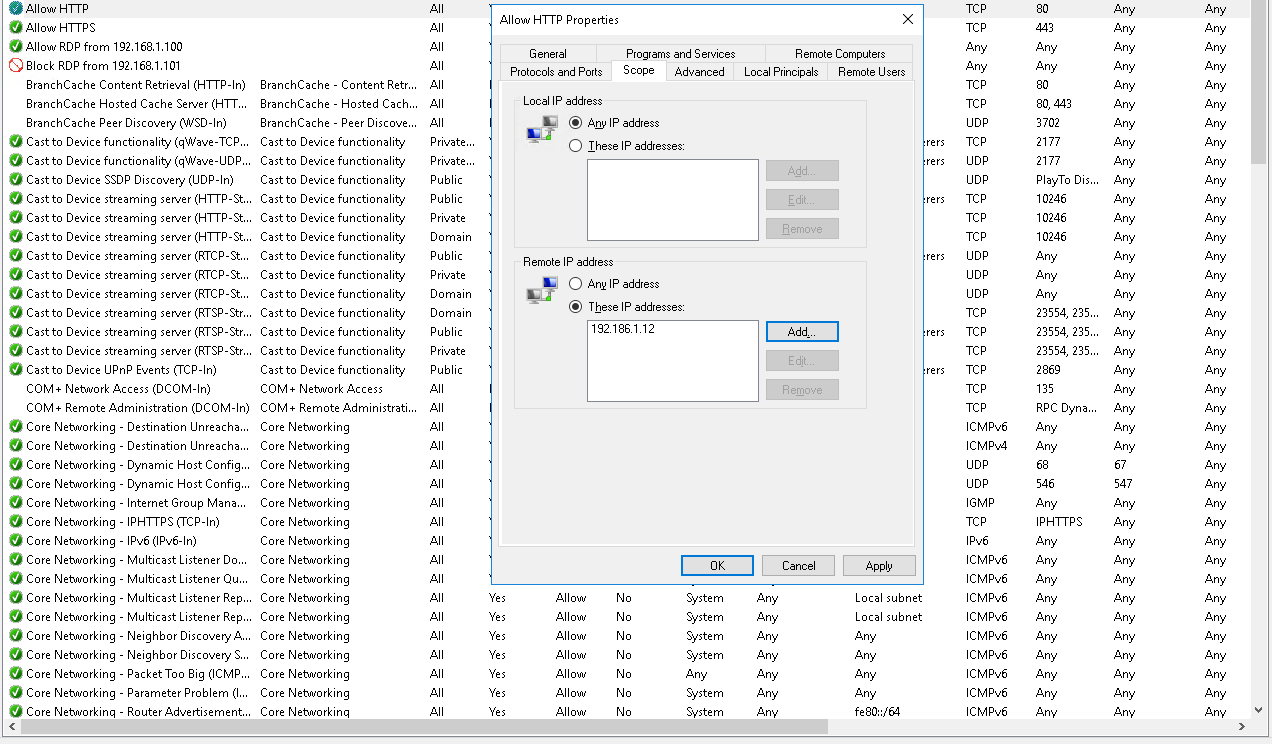 Allow HTTP All TCP 80 Any Any
Allow HTTPS All TCP 443 Any Any
Allow RDP from 192.168.1.100 All Any Any Any Any
Block RDP from 192.168.1.101 All Any Any Any Any
BranchCache Content Retrieval (HTTP-In) BranchCache - Content Retr... All TCP 80 Any Any
BranchCache Hosted Cache Server (HTT... BranchCache - Hosted Cach... All TCP 80, 443 Any Any
BranchCache Peer Discovery (WSD-In) BranchCache - Peer Discove... All UDP 3702 Any Any
Cast to Device functionality (qWave-TCP... Cast to Device functionality Private... erers TCP 2177 Any Any
Cast to Device functionality (qWave-UDP... Cast to Device functionality Private... erers UDP 2177 Any Any
Cast to Device SSDP Discovery (UDP-In) Cast to Device functionality Public UDP PlayTo Dis... Any Any
Cast to Device streaming server (HTTP-St... Cast to Device functionality Public erers TCP 10246 Any Any
Cast to Device streaming server (HTTP-St... Cast to Device functionality Private TCP 10246 Any Any
Cast to Device streaming server (HTTP-St... Cast to Device functionality Domain TCP 10246 Any Any
Cast to Device streaming server (RTCP-St... Cast to Device functionality Public erers UDP Any Any Any
Cast to Device streaming server (RTCP-St... Cast to Device functionality Private UDP Any Any Any
Cast to Device streaming server (RTCP-St... Cast to Device functionality Domain UDP Any Any Any
Cast to Device streaming server (RTSP-St... Cast to Device functionality Domain TCP 23554, 235... Any Any
Cast to Device streaming server (RTSP-St... Cast to Device functionality Public erers TCP 23554, 235... Any Any
Cast to Device streaming server (RTSP-Str... Cast to Device functionality Private TCP 23554, 235... Any Any
Cast to Device UPnP Events (TCP-In) Cast to Device functionality Public erers TCP 2869 Any Any
COM+ Network Access (DCOM-In) COM+ Network Access All TCP 135 Any Any
COM+ Remote Administration (DCOM-In) COM+ Remote Administrati... All TCP RPC Dyna... Any Any
Core Networking - Destination Unreacha... Core Networking All ICMPv6 Any Any Any
Core Networking - Destination Unreacha... Core Networking All ICMPv4 Any Any Any
Core Networking - Dynamic Host Config... Core Networking All UDP 68 67 Any
Core Networking - Dynamic Host Config... Core Networking All UDP 546 547 Any
Core Networking - Internet Group Mana... Core Networking All IGMP Any Any Any
Core Networking - IPHTTPS (TCP-In) Core Networking All TCP IPHTTPS Any Any
Core Networking - IPv6 (IPv6-In) Core Networking All IPv6 Any Any Any
Core Networking - Multicast Listener Do... Core Networking All ICMPv6 Any Any Any
Core Networking - Multicast Listener Qu... Core Networking All ICMPv6 Any Any Any
Core Networking - Multicast Listener Rep... Core Networking All Yes Allow No System Any Local subnet ICMPv6 Any Any Any
Core Networking - Multicast Listener Rep... Core Networking All Yes Allow No System Any Local subnet ICMPv6 Any Any Any
Core Networking - Neighbor Discovery A... Core Networking All Yes Allow No System Any Any ICMPv6 Any Any Any
Core Networking - Neighbor Discovery S... Core Networking All Yes Allow No System Any Any ICMPv6 Any Any Any
Core Networking - Packet Too Big (ICMP... Core Networking All Yes Allow No Any Any Any ICMPv6 Any Any Any
Core Networking - Parameter Problem (I... Core Networking All Yes Allow No System Any Any ICMPv6 Any Any Any
Core Networking - Router Advertisement... Core Networking All Yes Allow No System Any fe80::/64 ICMPv6 Any Any Any
Allow HTTP Properties
General Programs and Services Remote Computers
Protocols and Ports Scope Advanced Local Principals Remote Users
Local IP address
Any IP address
These IP addresses:
Add...
Edit...
Remove
Remote IP address
Any IP address
These IP addresses:
192.186.1.12
Add...
Edit...
Remove
OK Cancel Apply